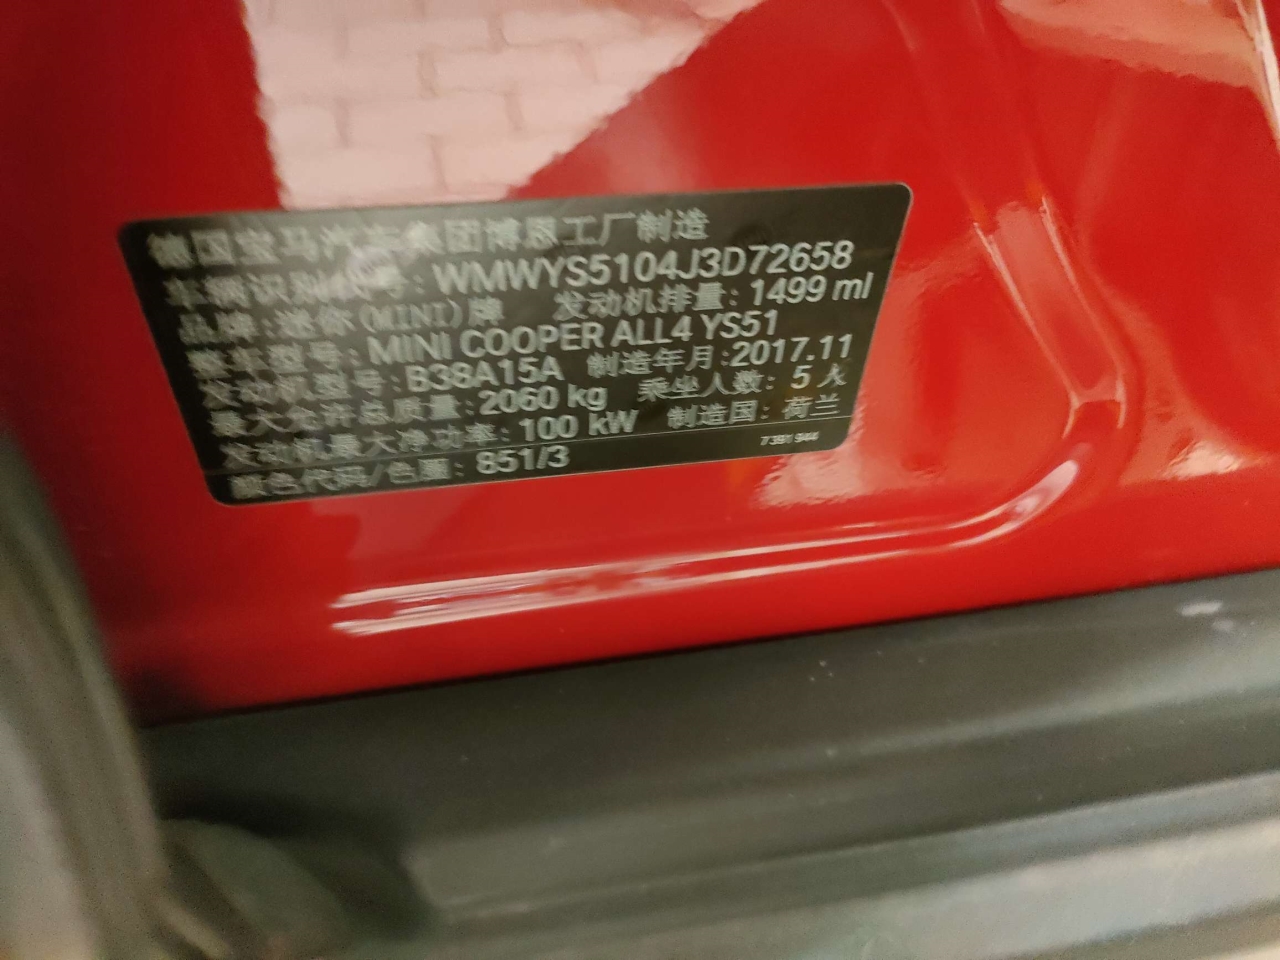 德国宝马汽车集团博恩工厂制造
车辆识别代号: WMWYS5104J3D72658
品牌: 迷你(MINI)牌 发动机排量: 1499 ml
整车型号: MINI COOPER ALL4 YS51
发动机型号: B38A15A 制造年月: 2017.11
最大允许总质量: 2060 kg 乘坐人数: 5 人
发动机最大净功率: 100 kW 制造国: 荷兰
颜色代码/色圈: 851/3
7 391 944